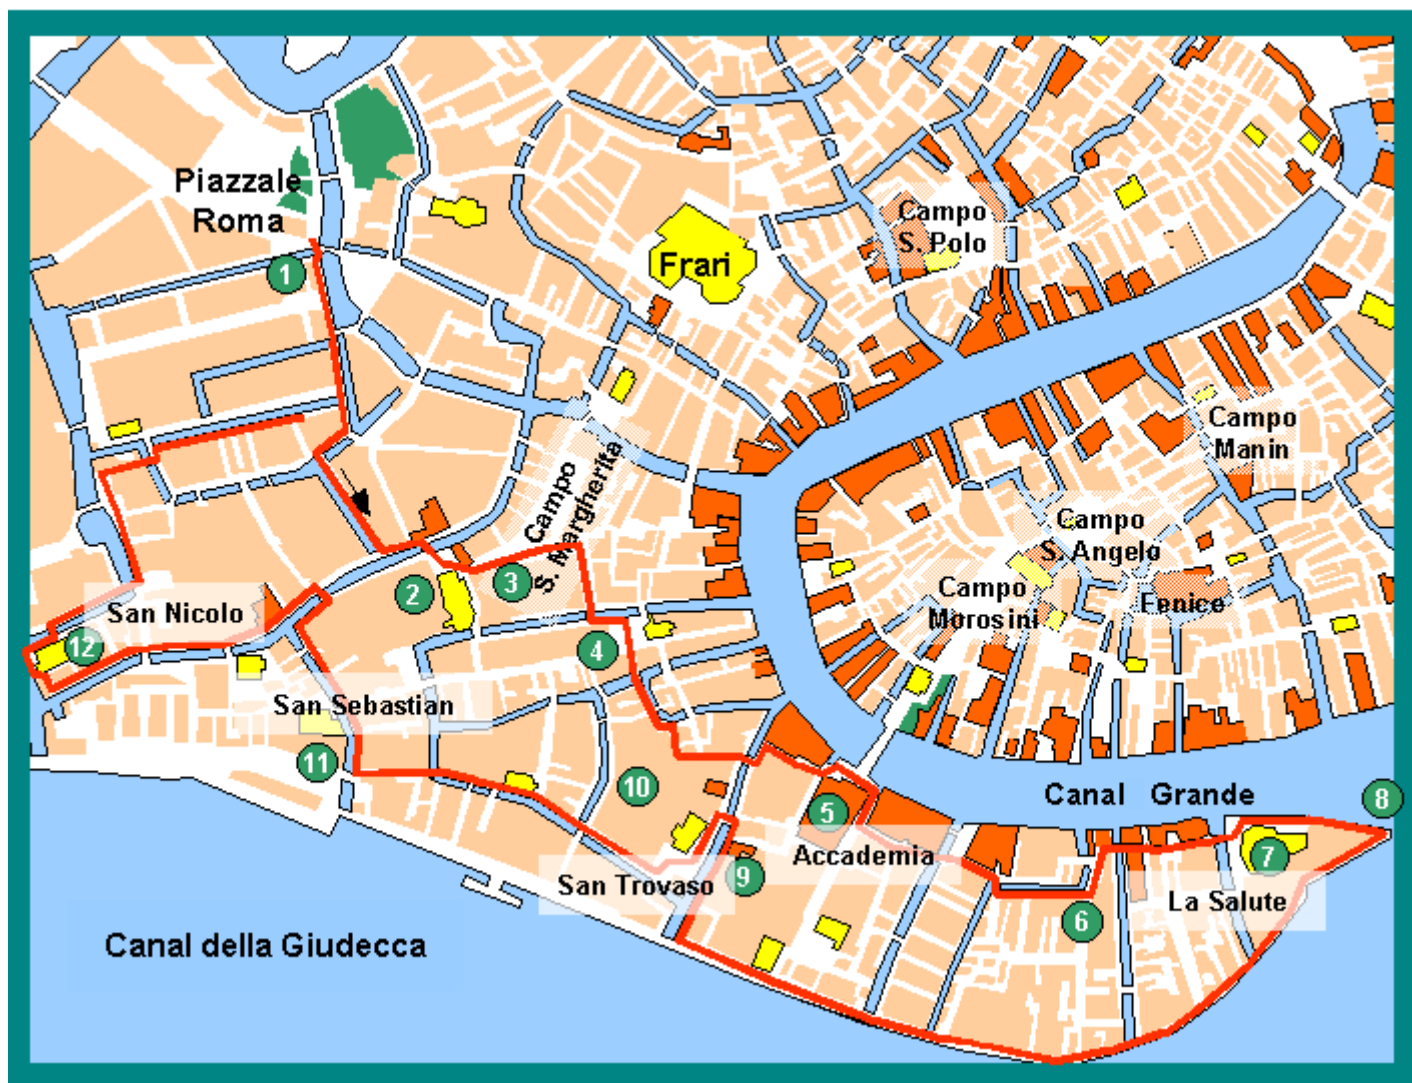 Piazzale
Roma
1
Frari
Campo
S. Polo
Campo
Manin
Campo
S. Margherita
Campo
S. Angelo
Campo
Morosini
Fenice
2
3
San Nicolo
12
4
San Sebastian
11
10
5
Canal Grande
8
Accademia
7
9
San Trovaso
6
La Salute
Canal della Giudecca